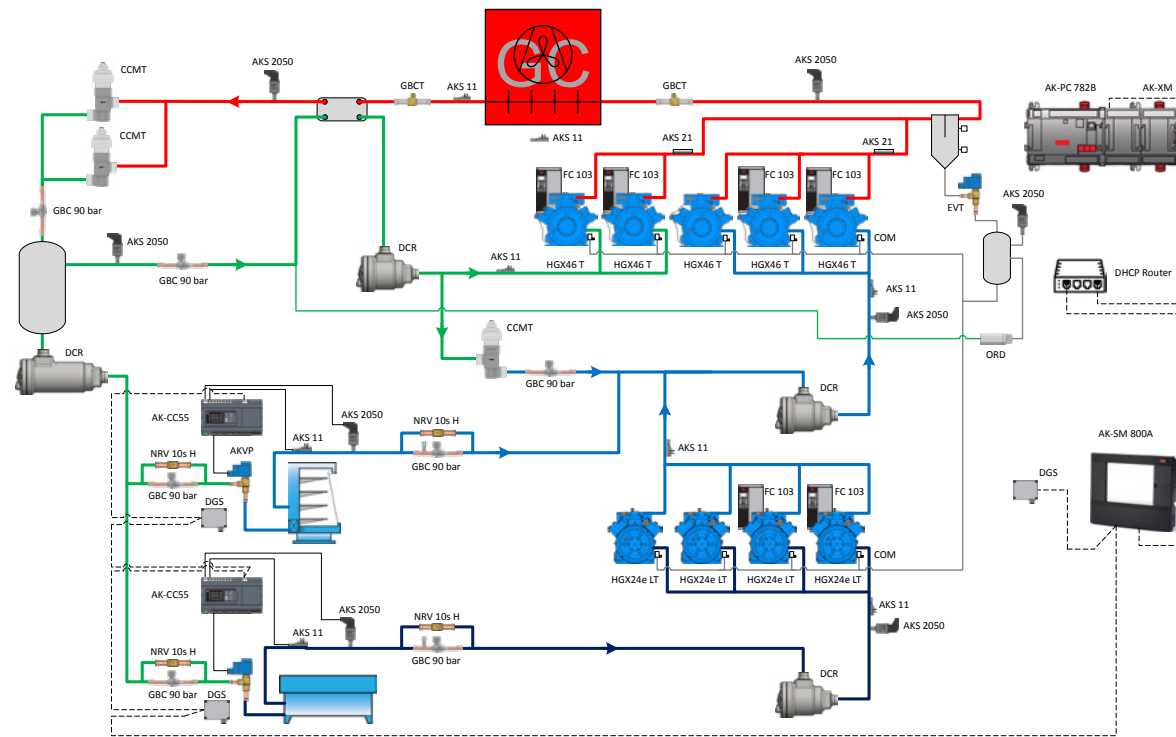 CCMT
AKS 2050
GBCT
AKS 11
GC
GBCT
AKS 2050
AK-PC 782B
AK-XM
CCMT
AKS 11
AKS 21
AKS 21
FC 103
FC 103
FC 103
FC 103
EVT
AKS 2050
GBC 90 bar
AKS 2050
GBC 90 bar
DCR
AKS 11
HGX46 T
HGX46 T
HGX46 T
HGX46 T
HGX46 T
COM
DHCP Router
AKS 11
AKS 2050
CCMT
ORD
GBC 90 bar
DCR
DCR
AK-CC55
AKS 11
AKS 2050
NRV 10s H
GBC 90 bar
AKS 11
AK-SM 800A
NRV 10s H
AKVP
GBC 90 bar
DGS
DGS
FC 103
FC 103
COM
HGX24e LT
HGX24e LT
HGX24e LT
HGX24e LT
AK-CC55
AKS 11
AKS 2050
NRV 10s H
GBC 90 bar
AKS 11
AKS 2050
NRV 10s H
GBC 90 bar
DGS
DCR